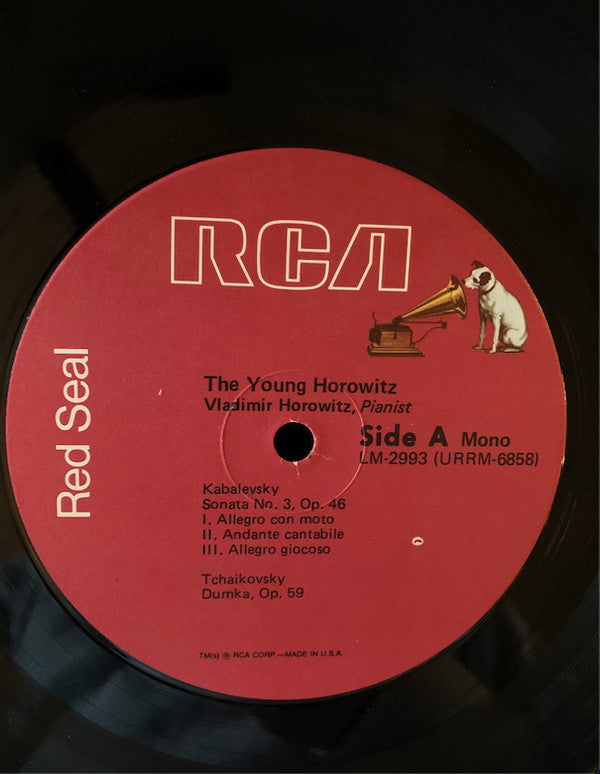 RCA
Red Seal
The Young Horowitz
Vladimir Horowitz, Pianist
Side A Mono
LM-2993 (URRM-6858)
Kabalevsky
Sonata No. 3, Op. 46
I. Allegro con moto
II. Andante cantabile
III. Allegro giocoso
Tchaikovsky
Dumka, Op. 59
TM(s) ® RCA CORP.—MADE IN U.S.A.